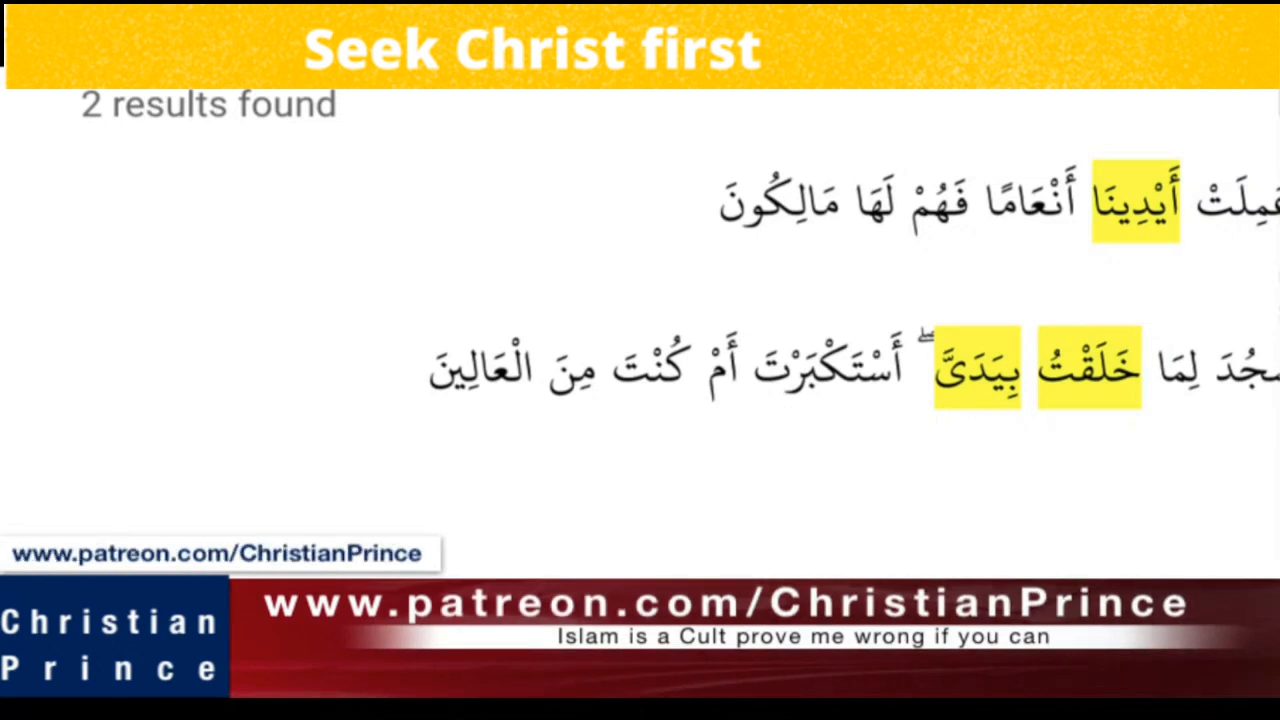 Seek Christ first
2 results found
عَمِلَتْ أَيْدِينَا أَنْعَامًا فَهُمْ لَهَا مَالِكُونَ
لِمَا خَلَقْتُ بِيَدَىَّ ۖ أَسْتَكْبَرْتَ أَمْ كُنْتَ مِنَ الْعَالِينَ
www.patreon.com/ChristianPrince
www.patreon.com/ChristianPrince
Islam is a Cult prove me wrong if you can
Christian
Prince